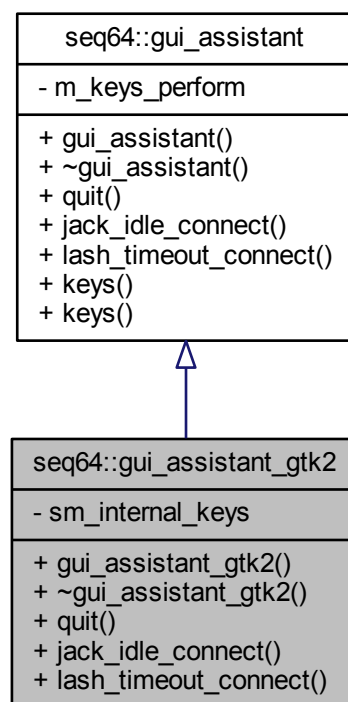 seq64::gui_assistant
- m_keys_perform
+ gui_assistant()
+ ~gui_assistant()
+ quit()
+ jack_idle_connect()
+ lash_timeout_connect()
+ keys()
+ keys()
seq64::gui_assistant_gtk2
- sm_internal_keys
+ gui_assistant_gtk2()
+ ~gui_assistant_gtk2()
+ quit()
+ jack_idle_connect()
+ lash_timeout_connect()